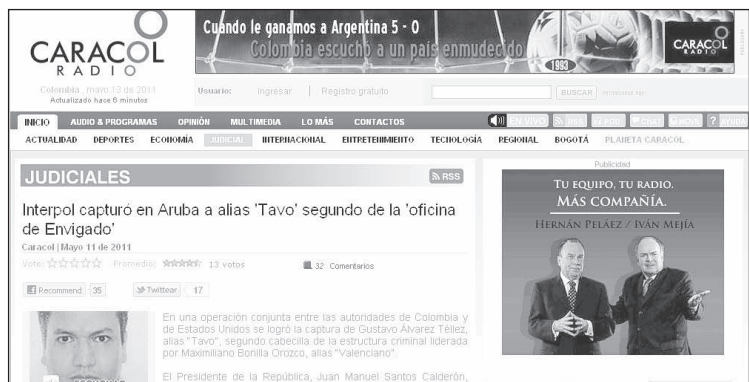 Cuando le ganamos a Argentina 5 - 0
Colombia escuchó a un país enmudecido
1993
CARACOL
RADIO
CARACOL
RADIO
Colombia, mayo 13 de 2011
Actualizado hace 6 minutos
Usuario: Ingresar | Registro gratuito
BUSCAR
INICIO AUDIO & PROGRAMAS OPINIÓN MULTIMEDIA LO MÁS CONTACTOS EN VIVO RSS CHAT AYUDA
ACTUALIDAD DEPORTES ECONOMÍA JUDICIAL INTERNACIONAL ENTRETENIMIENTO TECNOLOGÍA REGIONAL BOGOTÁ PLANETA CARACOL
JUDICIALES RSS
Interpol capturó en Aruba a alias 'Tavo' segundo de la 'oficina
de Envigado'
Caracol | Mayo 11 de 2011
Vote: Promedio: 13 votos 32 Comentarios
Recommend 35 Twittear 17
En una operación conjunta entre las autoridades de Colombia y
de Estados Unidos se logró la captura de Gustavo Álvarez Téllez,
alias "Tavo", segundo cabecilla de la estructura criminal liderada
por Maximiliano Bonilla Orozco, alias "Valenciano".
El Presidente de la República, Juan Manuel Santos Calderón,
Publicidad
TU EQUIPO, TU RADIO.
MÁS COMPAÑÍA.
HERNÁN PELÁEZ / IVÁN MEJÍA